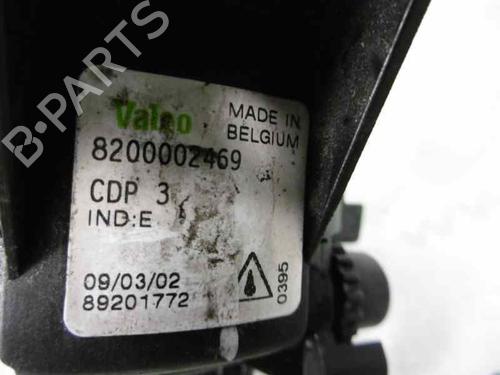 B-PARTS
Valeo
MADE IN
BELGIUM
8200002469
CDP 3
IND:E
09/03/02
89201772
0395